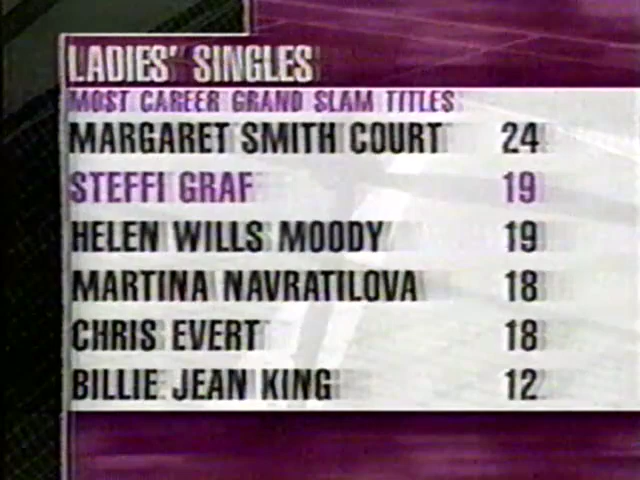 LADIES' SINGLES
MOST CAREER GRAND SLAM TITLES
MARGARET SMITH COURT 24
STEFFI GRAF 19
HELEN WILLS MOODY 19
MARTINA NAVRATILOVA 18
CHRIS EVERT 18
BILLIE JEAN KING 12